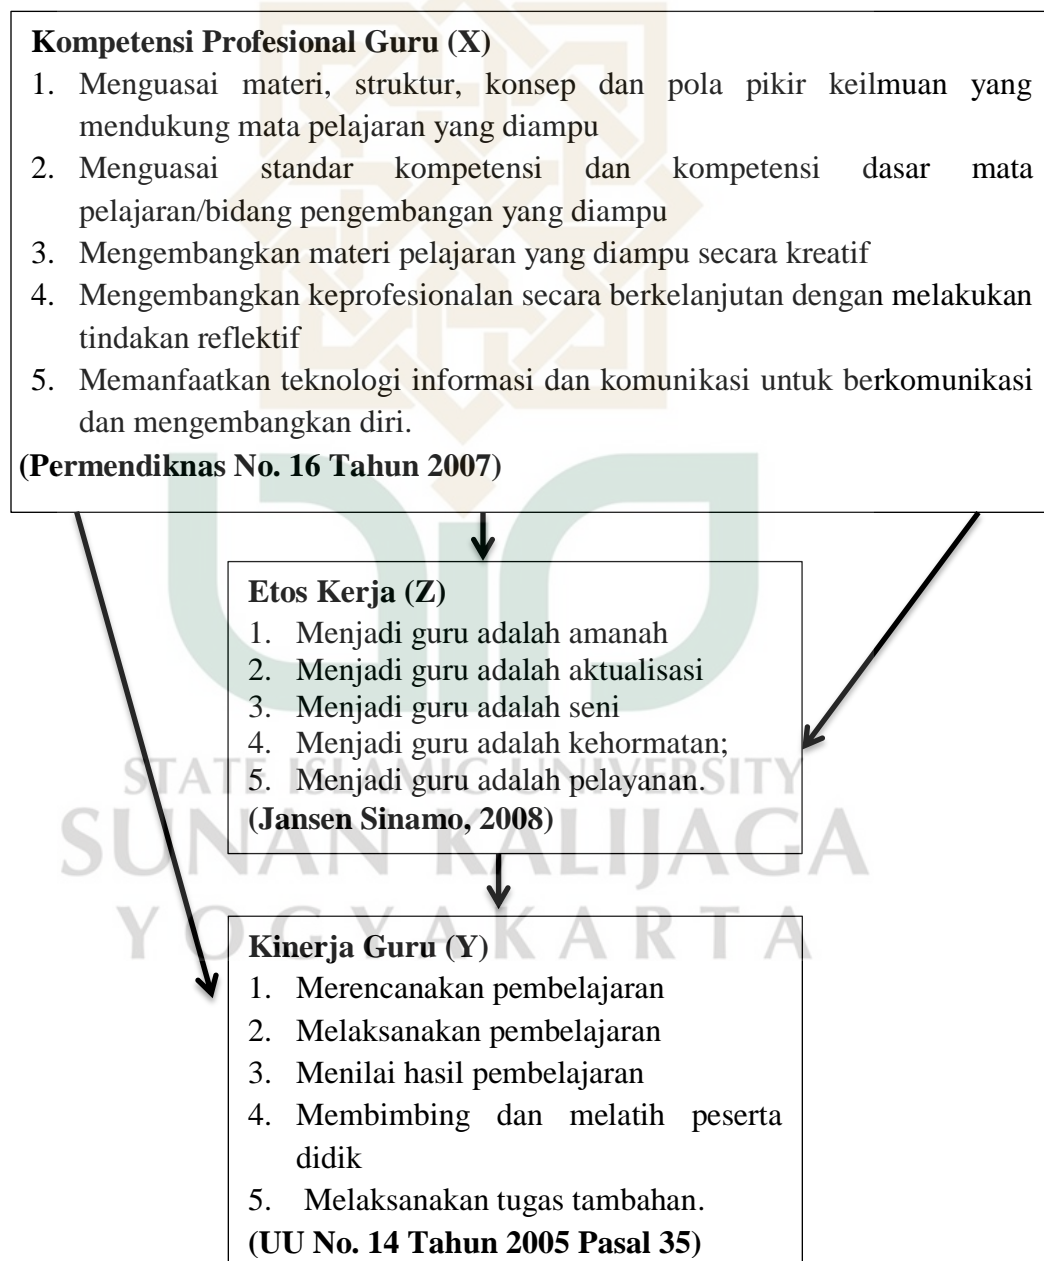 Kompetensi Profesional Guru (X)
1. Menguasai materi, struktur, konsep dan pola pikir keilmuan yang
mendukung mata pelajaran yang diampu
2. Menguasai standar kompetensi dan kompetensi dasar mata
pelajaran/bidang pengembangan yang diampu
3. Mengembangkan materi pelajaran yang diampu secara kreatif
4. Mengembangkan keprofesionalan secara berkelanjutan dengan melakukan
tindakan reflektif
5. Memanfaatkan teknologi informasi dan komunikasi untuk berkomunikasi
dan mengembangkan diri.
(Permendiknas No. 16 Tahun 2007)
Etos Kerja (Z)
1. Menjadi guru adalah amanah
2. Menjadi guru adalah aktualisasi
3. Menjadi guru adalah seni
4. Menjadi guru adalah kehormatan;
5. Menjadi guru adalah pelayanan.
(Jansen Sinamo, 2008)
STATE ISLAMIC UNIVERSITY
SUNAN KALIJAGA
YOGYAKARTA
Kinerja Guru (Y)
1. Merencanakan pembelajaran
2. Melaksanakan pembelajaran
3. Menilai hasil pembelajaran
4. Membimbing dan melatih peserta
didik
5. Melaksanakan tugas tambahan.
(UU No. 14 Tahun 2005 Pasal 35)